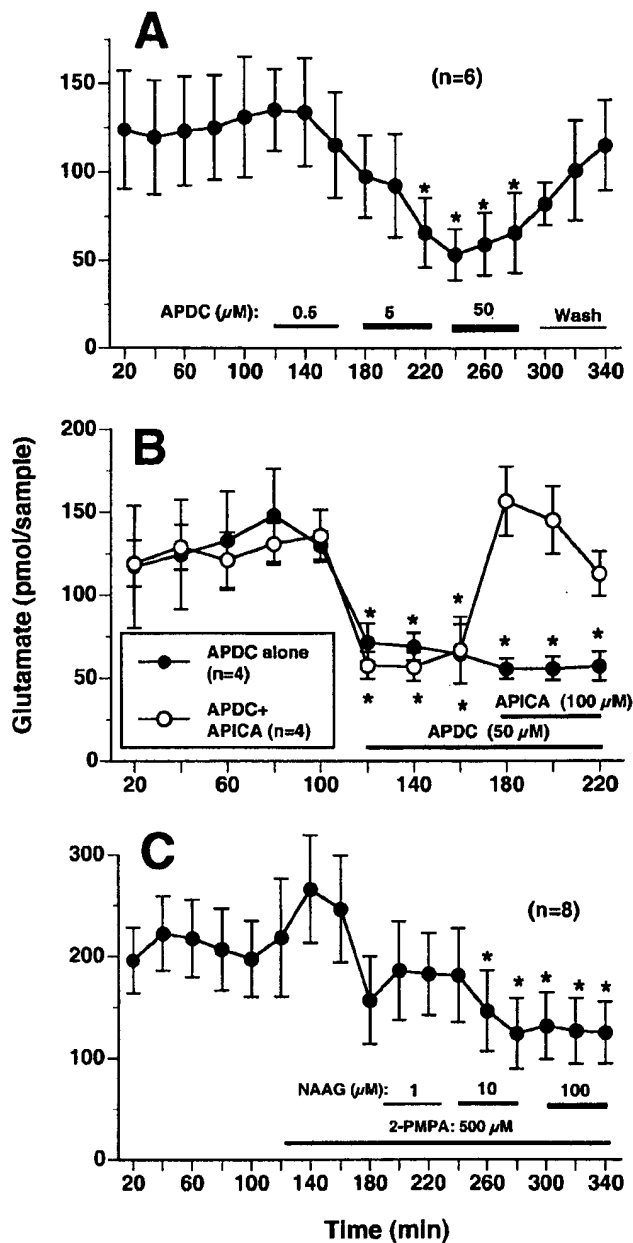 A
(n=6)
150
100
50
0
APDC (µM): 0.5 5 50 Wash
* * * *
20 60 100 140 180 220 260 300 340
B
200
150
100
50
0
Glutamate (pmol/sample)
* * * * * *
* * *
APDC alone
(n=4)
APDC+
APICA (n=4)
APICA (100 µM)
APDC (50 µM)
20 60 100 140 180 220
C
(n=8)
300
200
100
0
* * * * *
NAAG (µM): 1 10 100
2-PMPA: 500 µM
20 60 100 140 180 220 260 300 340
Time (min)